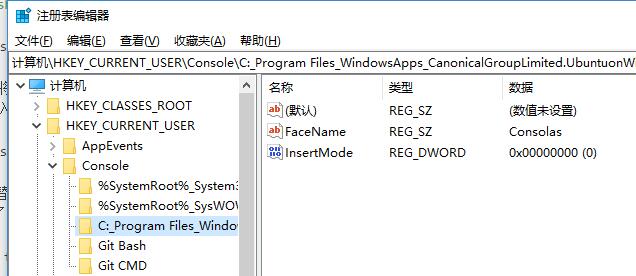 注册表编辑器
文件(F) 编辑(E) 查看(V) 收藏夹(A) 帮助(H)
计算机\HKEY_CURRENT_USER\Console\C:_Program Files_WindowsApps_CanonicalGroupLimited.UbuntuonWi
计算机
HKEY_CLASSES_ROOT
HKEY_CURRENT_USER
AppEvents
Console
%SystemRoot%_System3
%SystemRoot%_SysWOW
C:_Program Files_Windo
Git Bash
Git CMD
名称 类型 数据
(默认) REG_SZ (数值未设置)
FaceName REG_SZ Consolas
InsertMode REG_DWORD 0x00000000 (0)